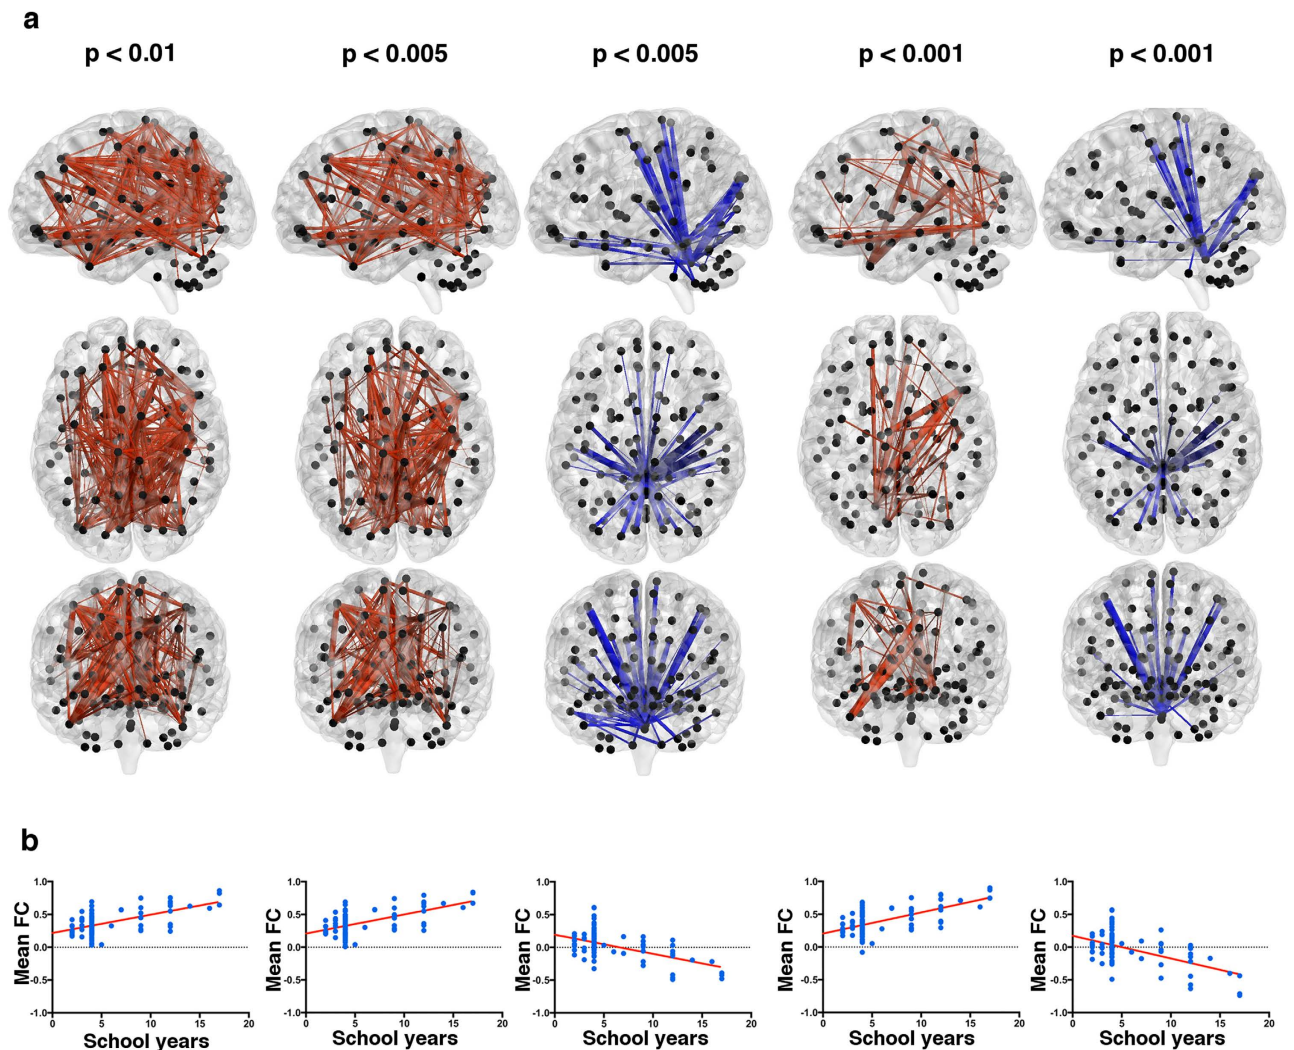 a
p < 0.01 p < 0.005 p < 0.005 p < 0.001 p < 0.001
b
1.0 1.0 1.0 1.0 1.0
0.5 0.5 0.5 0.5 0.5
0.0 0.0 0.0 0.0 0.0
-0.5 -0.5 -0.5 -0.5 -0.5
-1.0 -1.0 -1.0 -1.0 -1.0
Mean FC Mean FC Mean FC Mean FC Mean FC
0 5 10 15 20 0 5 10 15 20 0 5 10 15 20 0 5 10 15 20 0 5 10 15 20
School years School years School years School years School years